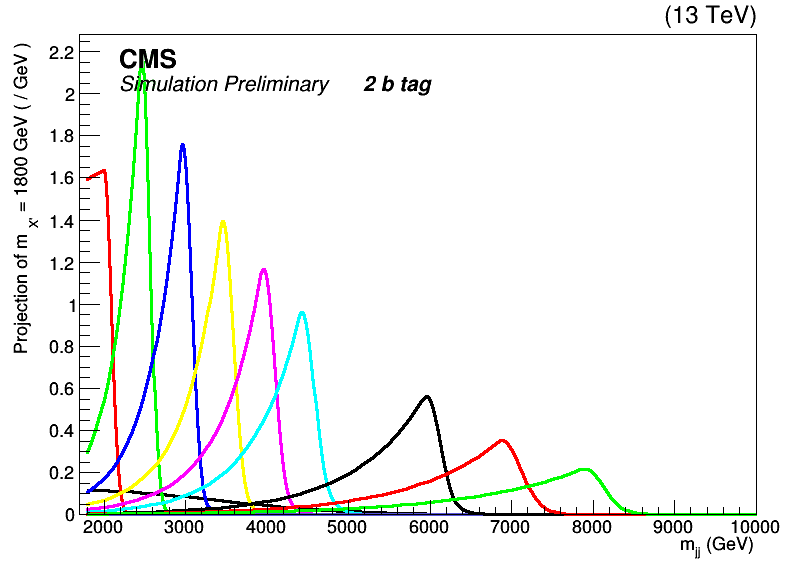 (13 TeV)
CMS
Simulation Preliminary 2 b tag
Projection of m_X' = 1800 GeV ( / GeV )
2.2
2
1.8
1.6
1.4
1.2
1
0.8
0.6
0.4
0.2
0
2000 3000 4000 5000 6000 7000 8000 9000 10000
m_jj (GeV)